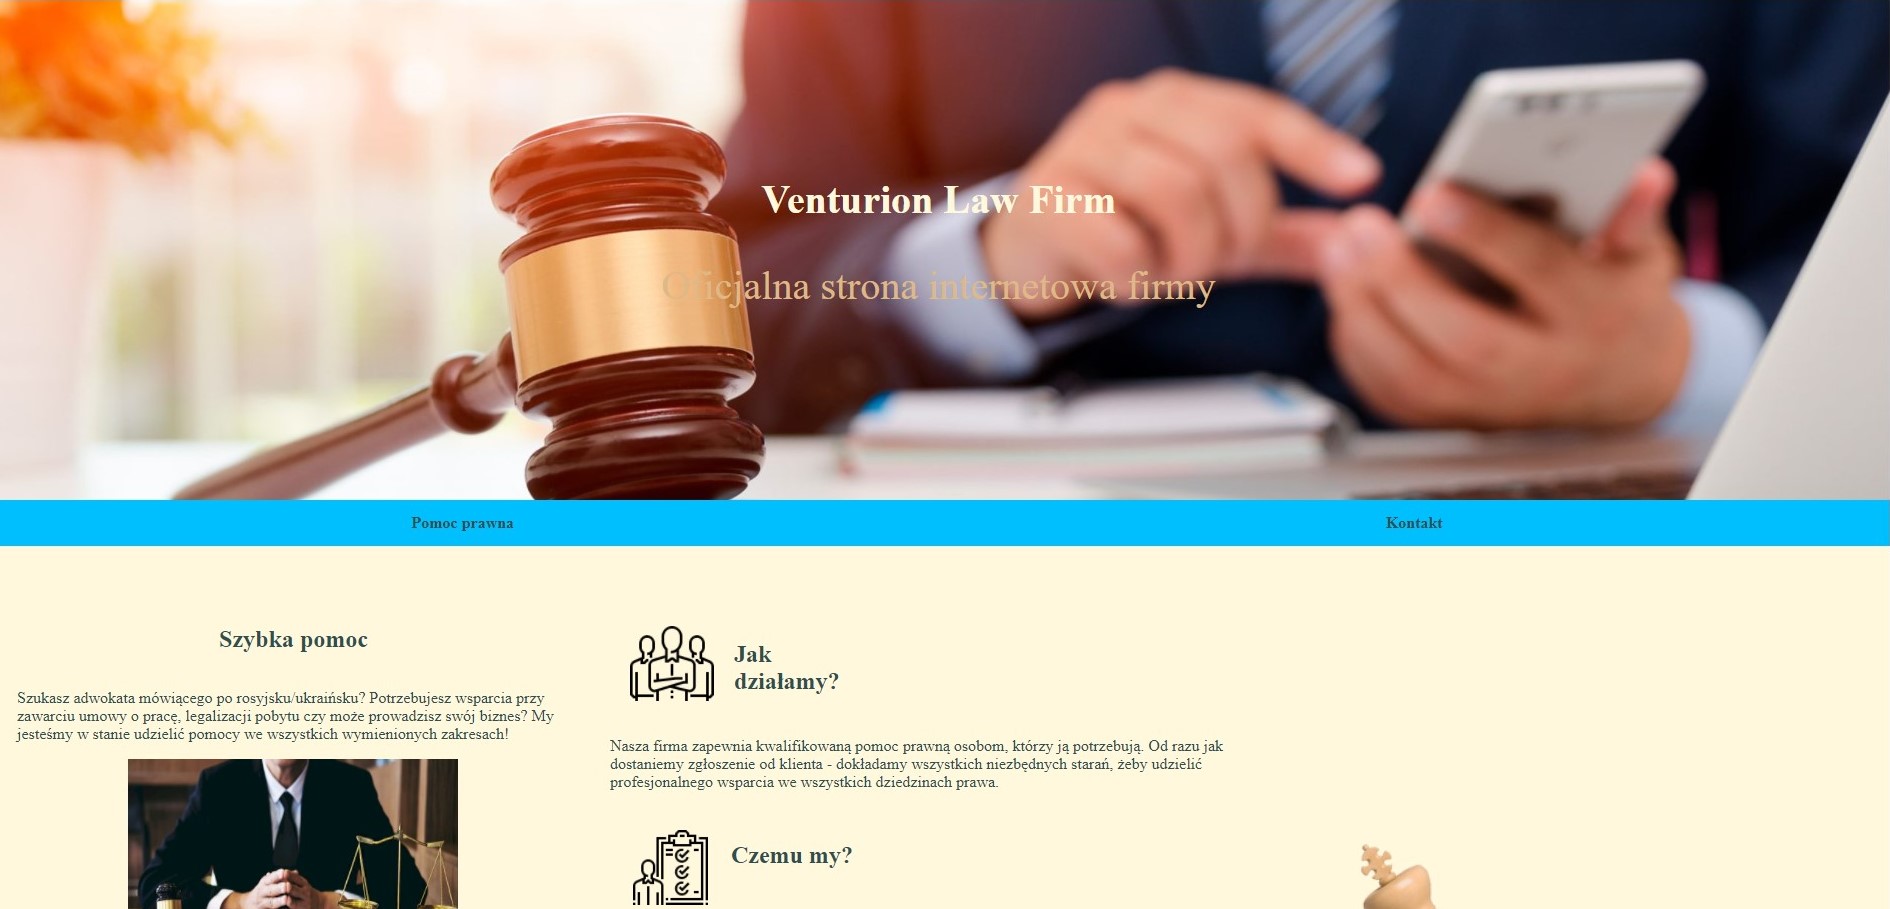 Venturion Law Firm
Oficjalna strona internetowa firmy
Pomoc prawna
Kontakt
Szybka pomoc
Szukasz adwokata mówiącego po rosyjsku/ukraińsku? Potrzebujesz wsparcia przy
zawarciu umowy o pracę, legalizacji pobytu czy może prowadzisz swój biznes? My
jesteśmy w stanie udzielić pomocy we wszystkich wymienionych zakresach!
Jak
działamy?
Nasza firma zapewnia kwalifikowaną pomoc prawną osobom, którzy ją potrzebują. Od razu jak
dostaniemy zgłoszenie od klienta - dokładamy wszystkich niezbędnych starań, żeby udzielić
profesjonalnego wsparcia we wszystkich dziedzinach prawa.
Czemu my?